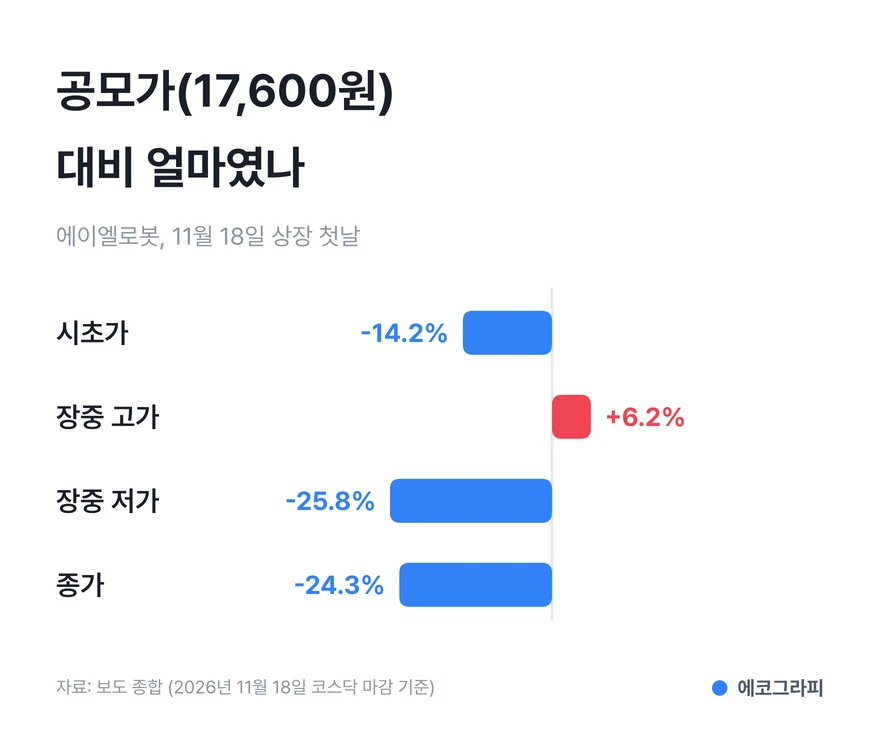 공모가(17,600원)
대비 얼마였나
에이엘로봇, 11월 18일 상장 첫날
시초가 -14.2%
장중 고가 +6.2%
장중 저가 -25.8%
종가 -24.3%
자료: 보도 종합 (2026년 11월 18일 코스닥 마감 기준) 에코그라피